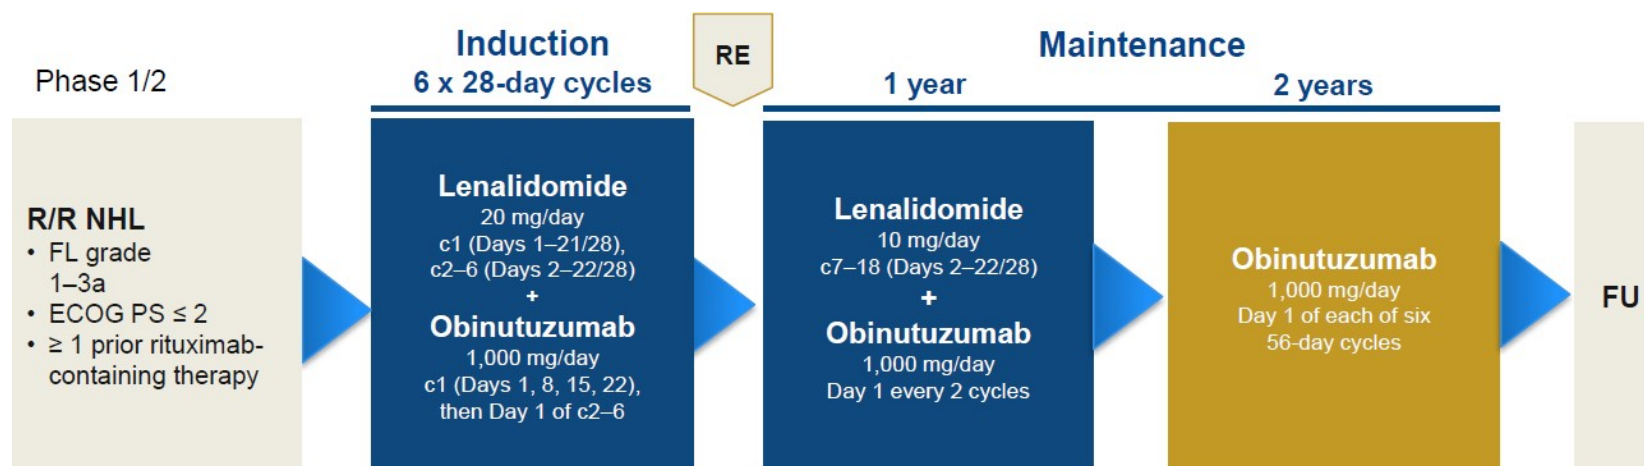 Phase 1/2
Induction
6 x 28-day cycles
RE
Maintenance
1 year
2 years
R/R NHL
• FL grade
1–3a
• ECOG PS ≤ 2
• ≥ 1 prior rituximab-
containing therapy
Lenalidomide
20 mg/day
c1 (Days 1–21/28),
c2–6 (Days 2–22/28)
+
Obinutuzumab
1,000 mg/day
c1 (Days 1, 8, 15, 22),
then Day 1 of c2–6
Lenalidomide
10 mg/day
c7–18 (Days 2–22/28)
+
Obinutuzumab
1,000 mg/day
Day 1 every 2 cycles
Obinutuzumab
1,000 mg/day
Day 1 of each of six
56-day cycles
FU